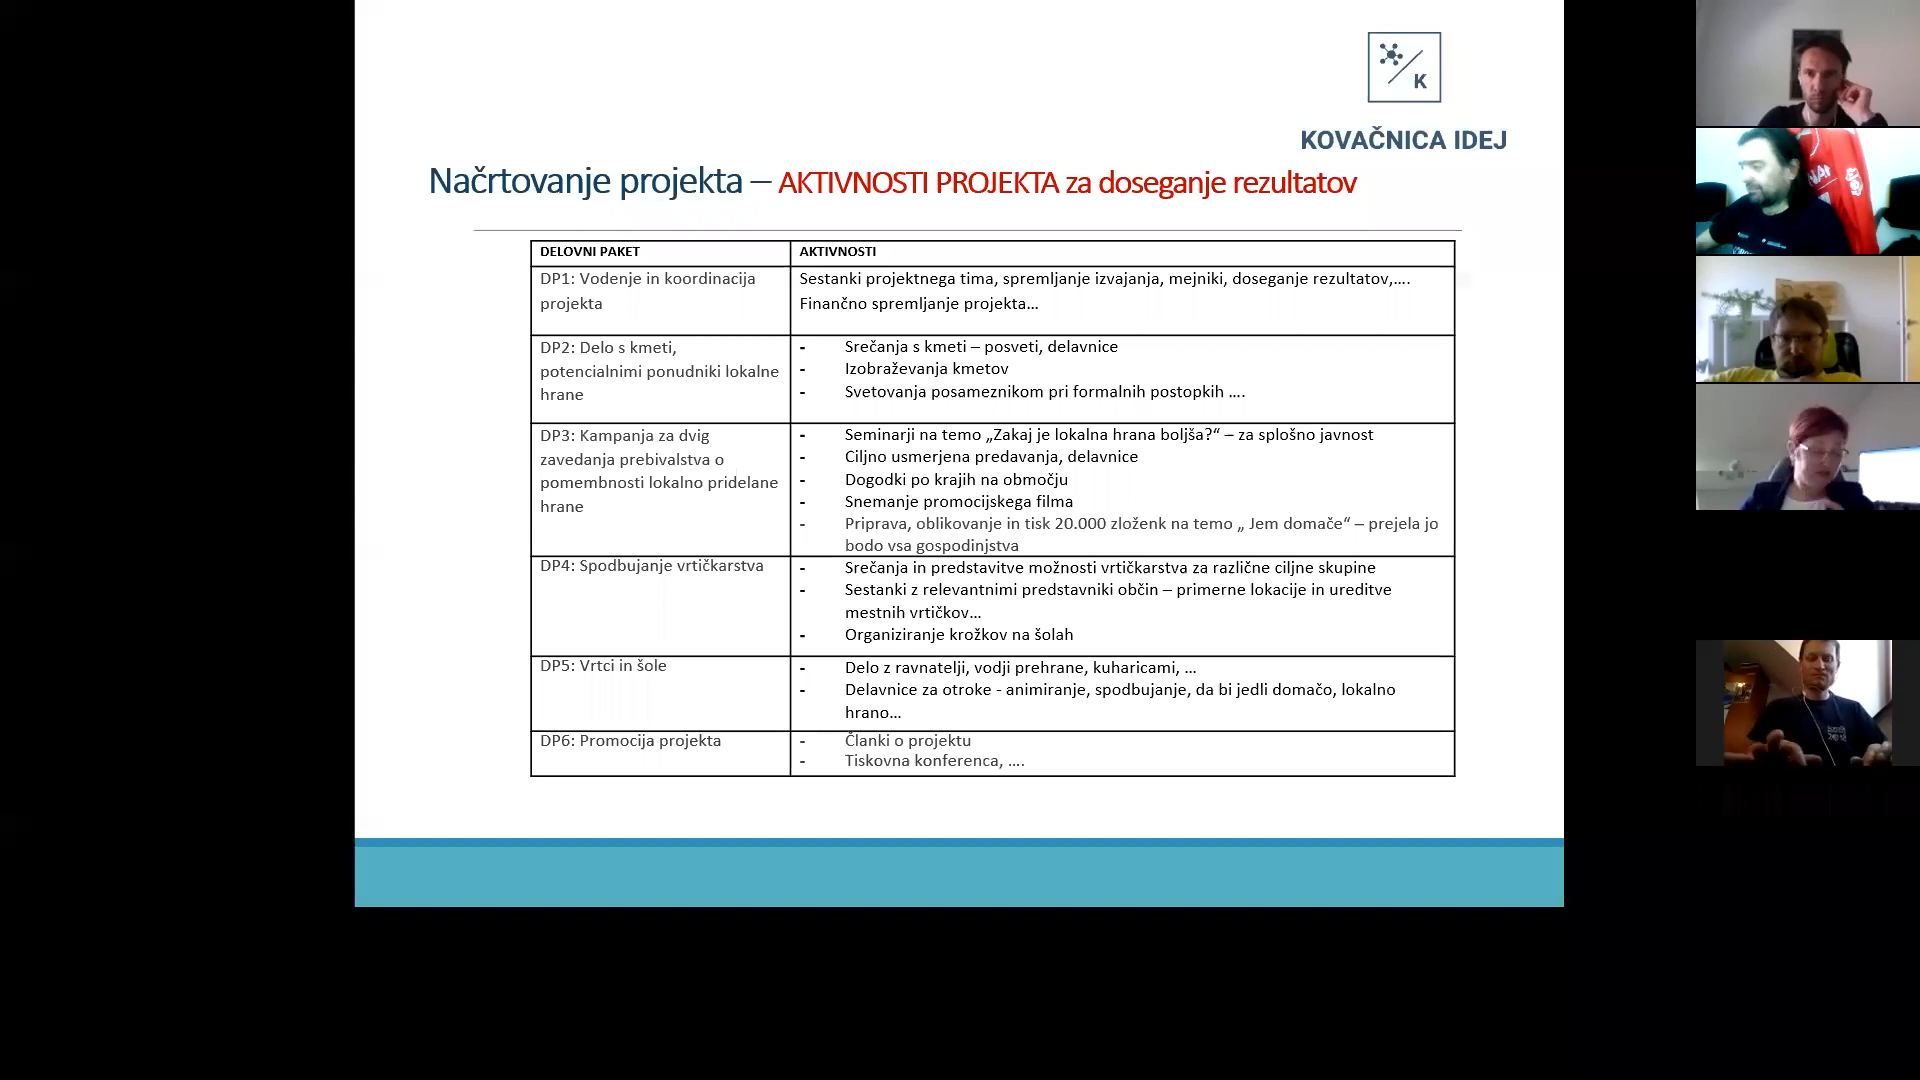 K
KOVAČNICA IDEJ
Načrtovanje projekta – AKTIVNOSTI PROJEKTA za doseganje rezultatov
DELOVNI PAKET
AKTIVNOSTI
DP1: Vodenje in koordinacija
projekta
Sestanki projektnega tima, spremljanje izvajanja, mejniki, doseganje rezultatov,….
Finančno spremljanje projekta…
DP2: Delo s kmeti,
potencialnimi ponudniki lokalne
hrane
- Srečanja s kmeti – posveti, delavnice
- Izobraževanja kmetov
- Svetovanja posameznikom pri formalnih postopkih ….
DP3: Kampanja za dvig
zavedanja prebivalstva o
pomembnosti lokalno pridelane
hrane
- Seminarji na temo „Zakaj je lokalna hrana boljša?“ – za splošno javnost
- Ciljno usmerjena predavanja, delavnice
- Dogodki po krajih na območju
- Snemanje promocijskega filma
- Priprava, oblikovanje in tisk 20.000 zloženk na temo „ Jem domače“ – prejela jo
bodo vsa gospodinjstva
DP4: Spodbujanje vrtičkarstva
- Srečanja in predstavitve možnosti vrtičkarstva za različne ciljne skupine
- Sestanki z relevantnimi predstavniki občin – primerne lokacije in ureditve
mestnih vrtičkov…
- Organiziranje krožkov na šolah
DP5: Vrtci in šole
- Delo z ravnatelji, vodji prehrane, kuharicami, …
- Delavnice za otroke - animiranje, spodbujanje, da bi jedli domačo, lokalno
hrano…
DP6: Promocija projekta
- Članki o projektu
- Tiskovna konferenca, ….